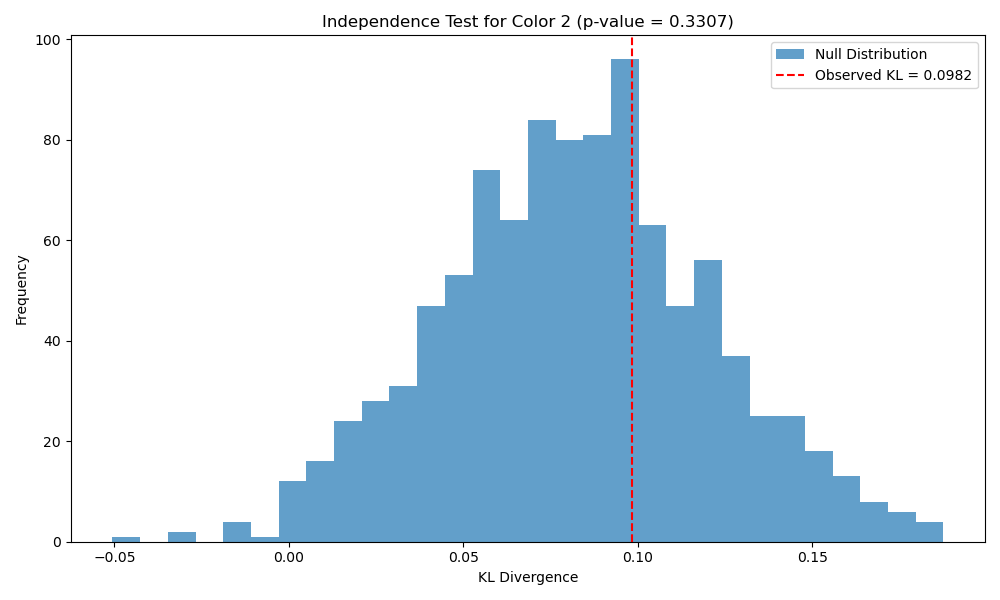 Independence Test for Color 2 (p-value = 0.3307)
Null Distribution
Observed KL = 0.0982
100
80
60
40
20
0
Frequency
−0.05
0.00
0.05
0.10
0.15
KL Divergence